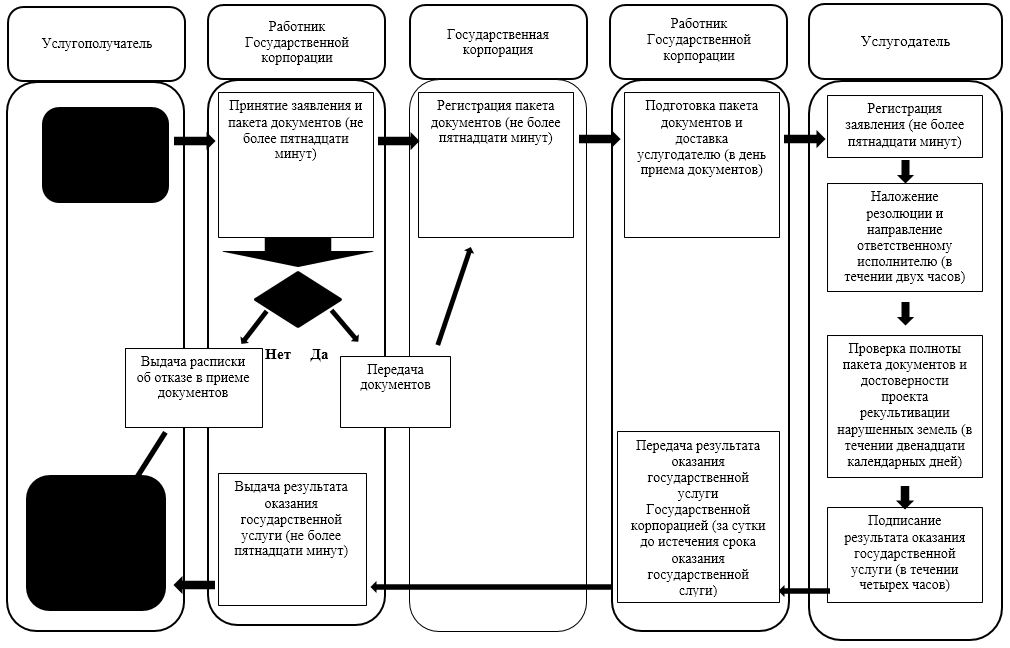 Услугополучатель
Работник
Государственной
корпорации
Государственная
корпорация
Работник
Государственной
корпорации
Услугодатель
Принятие заявления и
пакета документов (не
более пятнадцати
минут)
Регистрация пакета
документов (не более
пятнадцати минут)
Подготовка пакета
документов и
доставка
услугодателю (в день
приема документов)
Регистрация
заявления (не более
пятнадцати минут)
Наложение
резолюции и
направление
ответственному
исполнителю (в
течении двух часов)
Нет Да
Выдача расписки
об отказе в приеме
документов
Передача
документов
Проверка полноты
пакета документов и
достоверности
проекта
рекультивации
нарушенных земель (в
течении двенадцати
календарных дней)
Выдача результата
оказания
государственной
услуги (не более
пятнадцати минут)
Передача результата
оказания
государственной
услуги
Государственной
корпорацией (за сутки
до истечения срока
оказания
государственной
слуги)
Подписание
результата оказания
государственной
услуги (в течении
четырех часов)